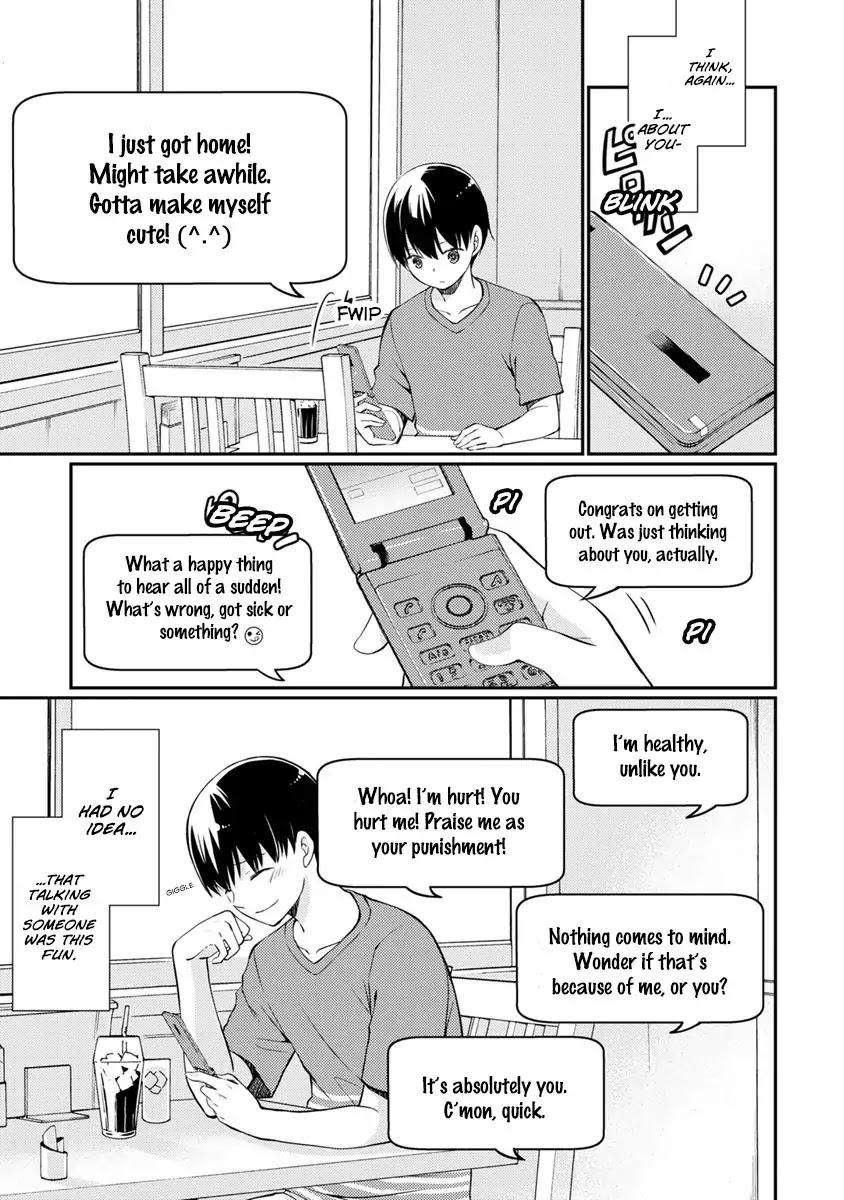 I
THINK,
AGAIN...
I...
ABOUT
YOU-
ピロ
BLINK
I just got home!
Might take awhile.
Gotta make myself
cute! (^.^)
FWIP
PI
Congrats on getting
out. Was just thinking
about you, actually.
BEEP
What a happy thing
to hear all of a sudden!
What's wrong, got sick or
something?
PI
I'm healthy,
unlike you.
Whoa! I'm hurt! You
hurt me! Praise me as
your punishment!
I
HAD NO
IDEA...
GIGGLE
...THAT
TALKING
WITH
SOMEONE
WAS THIS
FUN.
Nothing comes to mind.
Wonder if that's
because of me, or you?
It's absolutely you.
C'mon, quick.